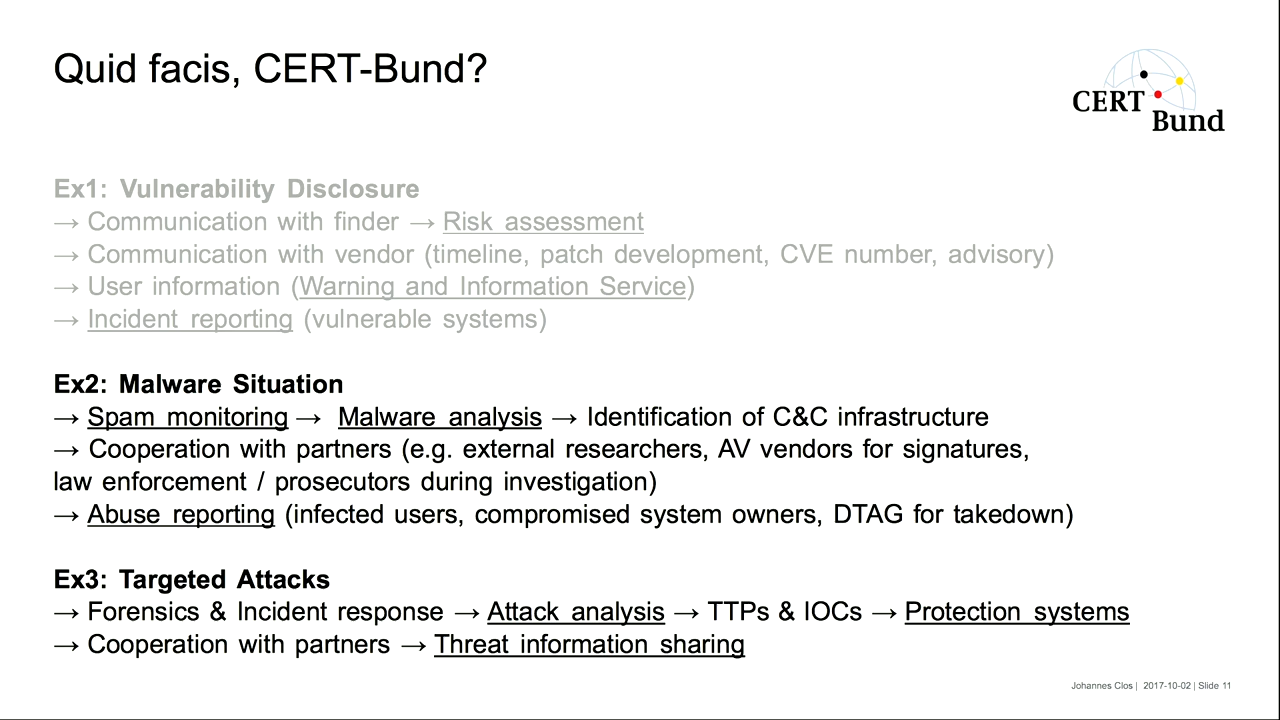 Quid facis, CERT-Bund?
CERT
Bund
Ex1: Vulnerability Disclosure
→ Communication with finder → Risk assessment
→ Communication with vendor (timeline, patch development, CVE number, advisory)
→ User information (Warning and Information Service)
→ Incident reporting (vulnerable systems)
Ex2: Malware Situation
→ Spam monitoring → Malware analysis → Identification of C&C infrastructure
→ Cooperation with partners (e.g. external researchers, AV vendors for signatures,
law enforcement / prosecutors during investigation)
→ Abuse reporting (infected users, compromised system owners, DTAG for takedown)
Ex3: Targeted Attacks
→ Forensics & Incident response → Attack analysis → TTPs & IOCs → Protection systems
→ Cooperation with partners → Threat information sharing
Johannes Clos | 2017-10-02 | Slide 11